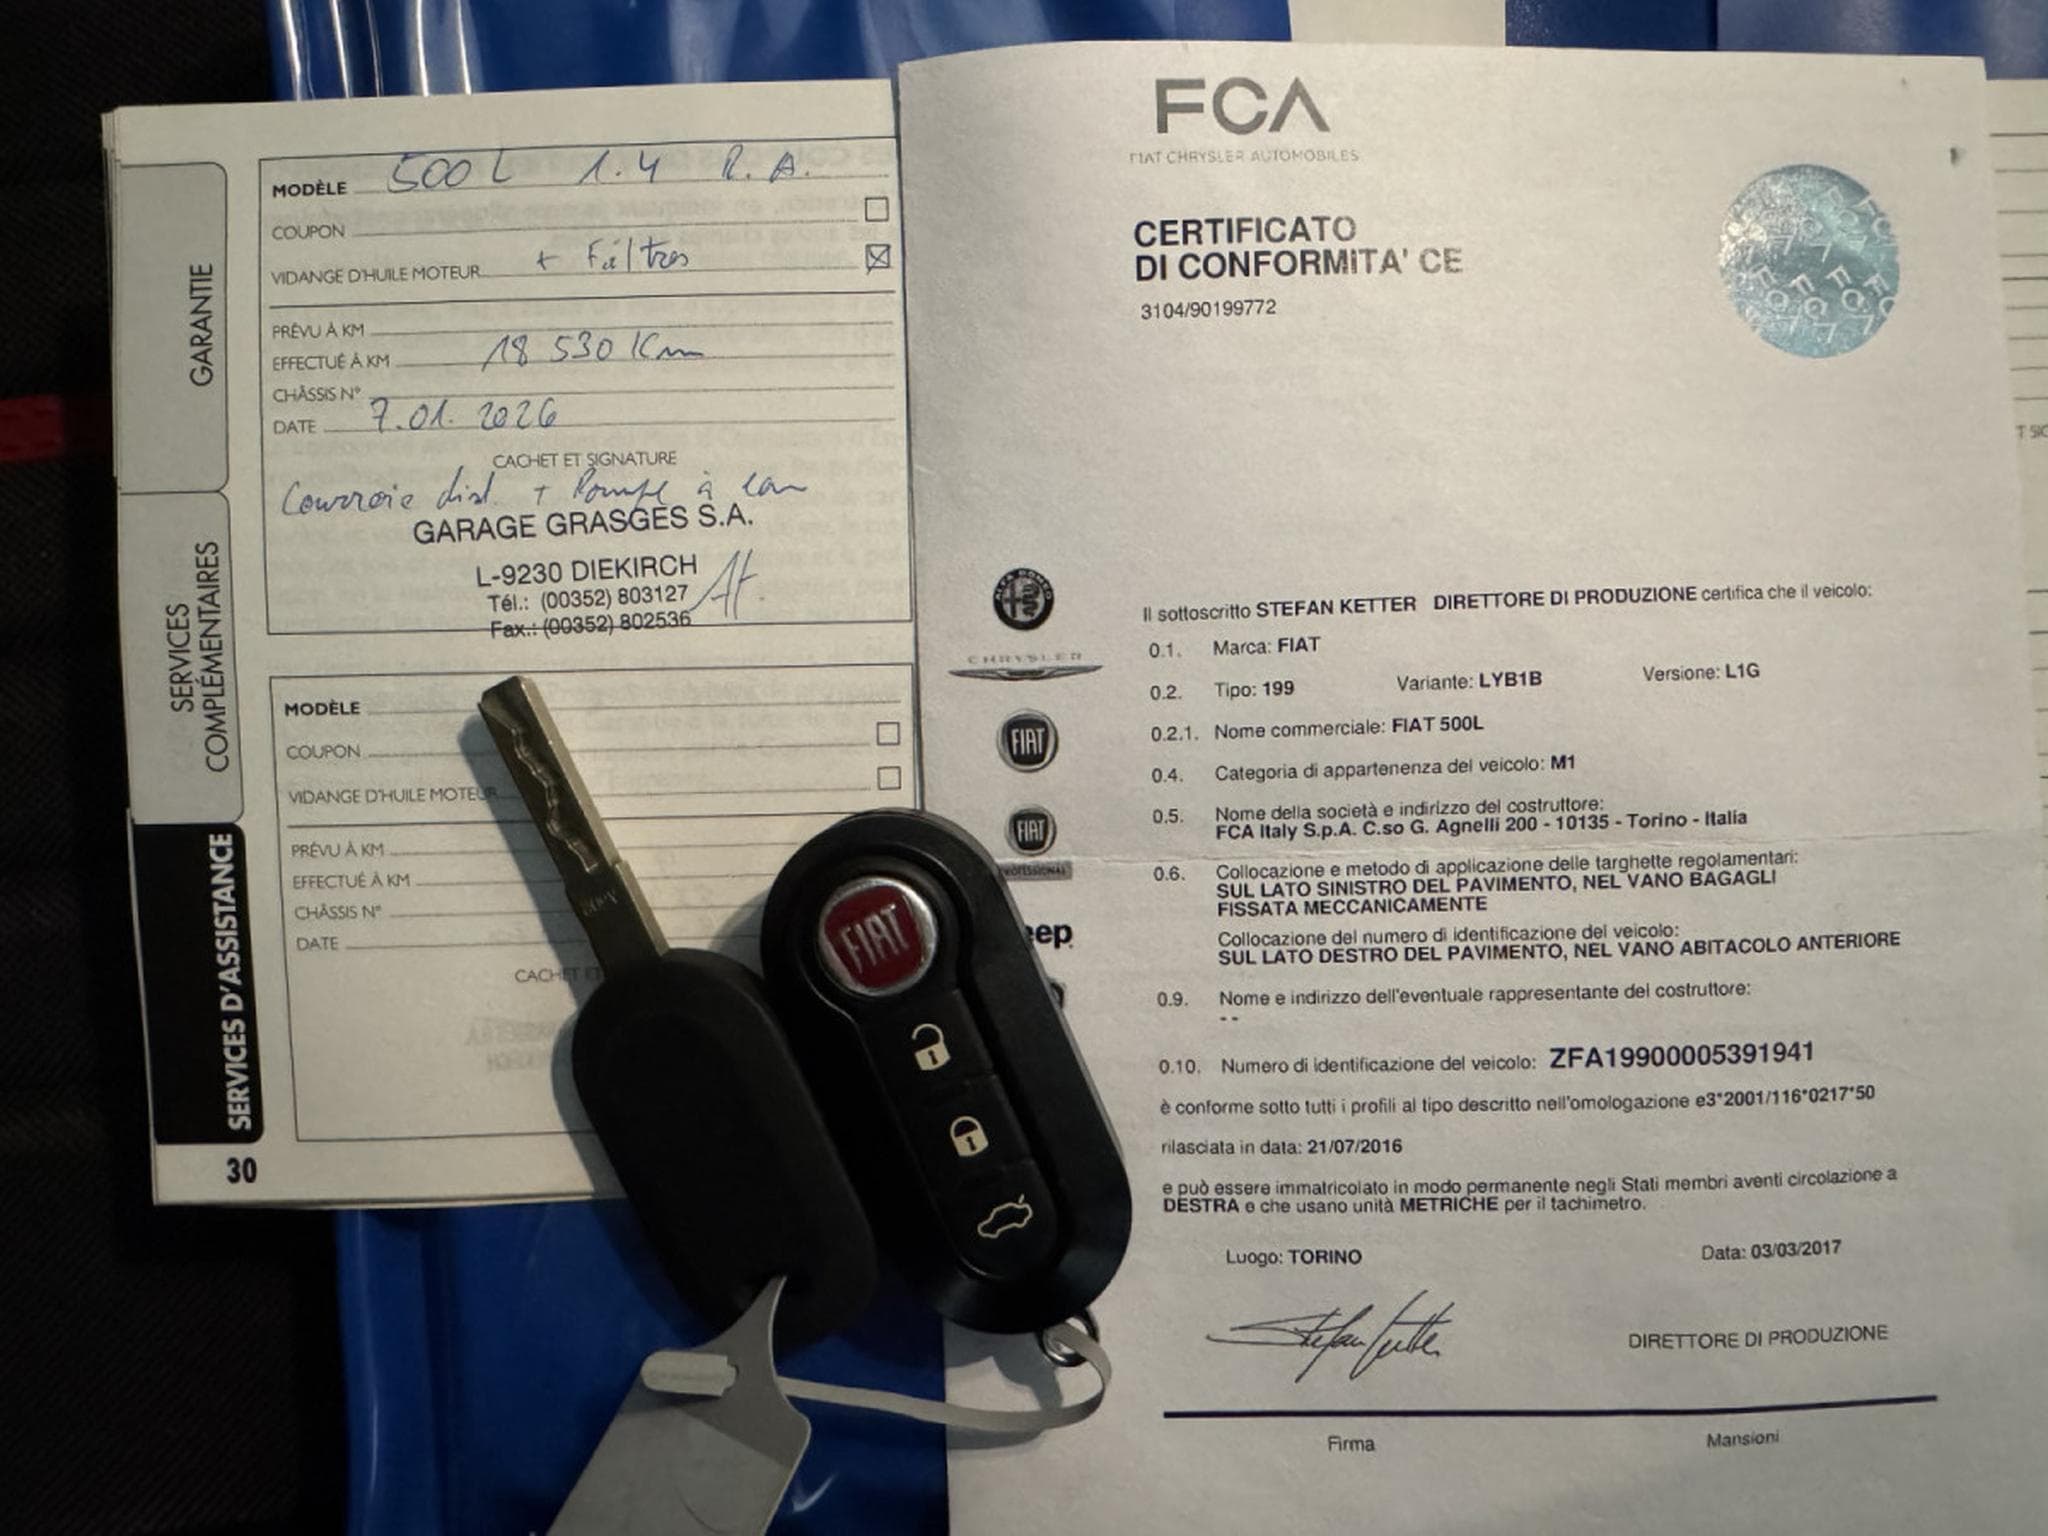 GARANTIE
SERVICES
COMPLÉMENTAIRES
SERVICES D'ASSISTANCE
30
MODÈLE 500 L 1.4 R.A.
COUPON
VIDANGE D'HUILE MOTEUR + Filtres
PRÉVU À KM
EFFECTUÉ À KM 18 530 Km
CHÂSSIS N°
DATE 7.01.2026
CACHET ET SIGNATURE
Courroie dist. + Pompe à eau
GARAGE GRASGES S.A.
L-9230 DIEKIRCH
Tél.: (00352) 803127
Fax.: (00352) 802536
MODÈLE
COUPON
VIDANGE D'HUILE MOTEUR
PRÉVU À KM
EFFECTUÉ À KM
CHÂSSIS N°
DATE
CACHET ET
FIAT
FCA
FIAT CHRYSLER AUTOMOBILES
CERTIFICATO
DI CONFORMITA' CE
3104/90199772
ALFA ROMEO
CHRYSLER
FIAT
FIAT
eep
Il sottoscritto STEFAN KETTER DIRETTORE DI PRODUZIONE certifica che il veicolo:
0.1. Marca: FIAT
0.2. Tipo: 199 Variante: LYB1B Versione: L1G
0.2.1. Nome commerciale: FIAT 500L
0.4. Categoria di appartenenza del veicolo: M1
0.5. Nome della società e indirizzo del costruttore:
FCA Italy S.p.A. C.so G. Agnelli 200 - 10135 - Torino - Italia
0.6. Collocazione e metodo di applicazione delle targhette regolamentari:
SUL LATO SINISTRO DEL PAVIMENTO, NEL VANO BAGAGLI
FISSATA MECCANICAMENTE
Collocazione del numero di identificazione del veicolo:
SUL LATO DESTRO DEL PAVIMENTO, NEL VANO ABITACOLO ANTERIORE
0.9. Nome e indirizzo dell'eventuale rappresentante del costruttore:
--
0.10. Numero di identificazione del veicolo: ZFA19900005391941
è conforme sotto tutti i profili al tipo descritto nell'omologazione e3*2001/116*0217*50
rilasciata in data: 21/07/2016
e può essere immatricolato in modo permanente negli Stati membri aventi circolazione a
DESTRA e che usano unità METRICHE per il tachimetro.
Luogo: TORINO Data: 03/03/2017
Stefan Ketter
DIRETTORE DI PRODUZIONE
Firma Mansioni